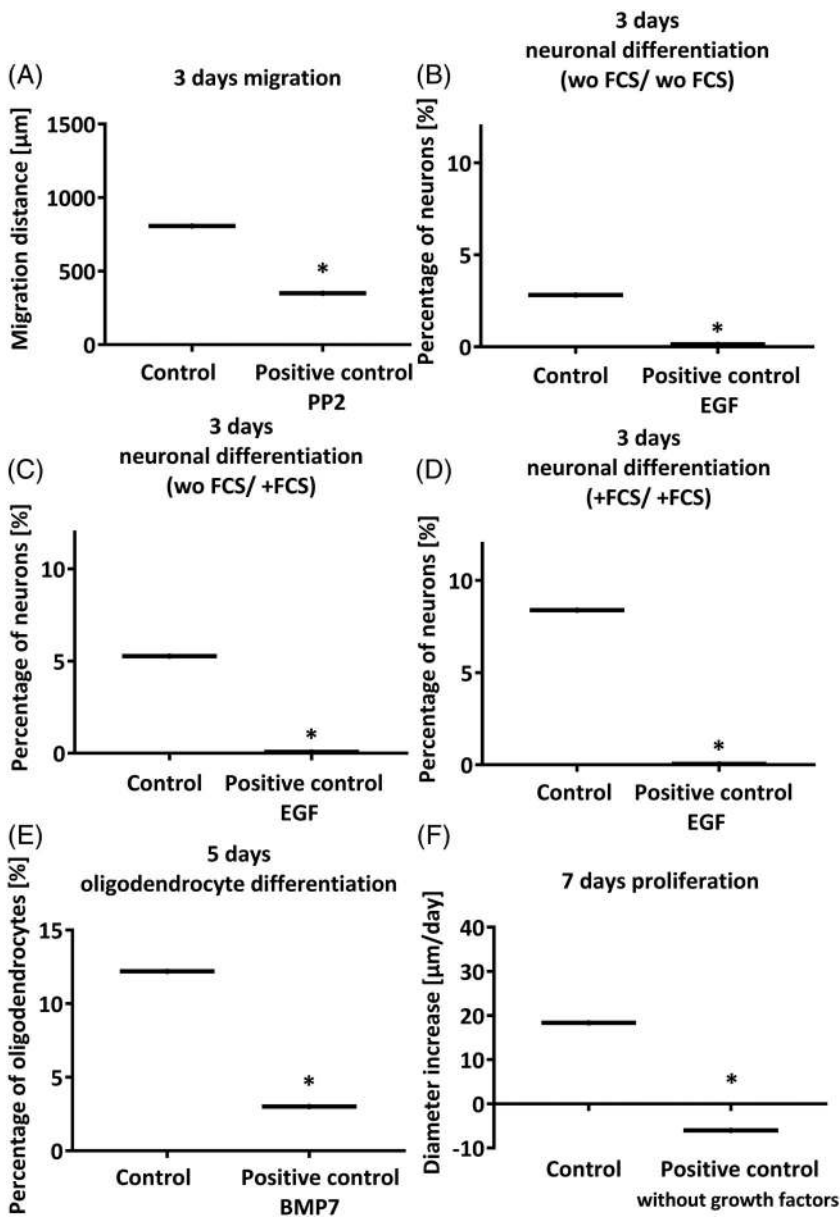 (A)
3 days migration
Migration distance [µm]
1500
1000
500
0
*
Control
Positive control
PP2
(B)
3 days
neuronal differentiation
(wo FCS/ wo FCS)
Percentage of neurons [%]
10
5
0
*
Control
Positive control
EGF
(C)
3 days
neuronal differentiation
(wo FCS/ +FCS)
Percentage of neurons [%]
10
5
0
*
Control
Positive control
EGF
(D)
3 days
neuronal differentiation
(+FCS/ +FCS)
Percentage of neurons [%]
10
5
0
*
Control
Positive control
EGF
(E)
5 days
oligodendrocyte differentiation
Percentage of oligodendrocytes [%]
15
10
5
0
*
Control
Positive control
BMP7
(F)
7 days proliferation
Diameter increase [µm/day]
40
30
20
10
0
-10
*
Control
Positive control
without growth factors